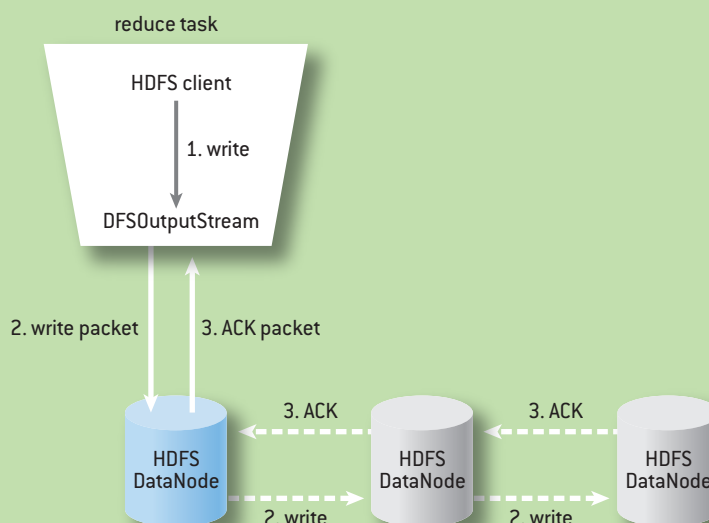 reduce task
HDFS client
1. write
DFSOutputStream
2. write packet
3. ACK packet
3. ACK
3. ACK
HDFS
DataNode
HDFS
DataNode
HDFS
DataNode
2. write
2. write